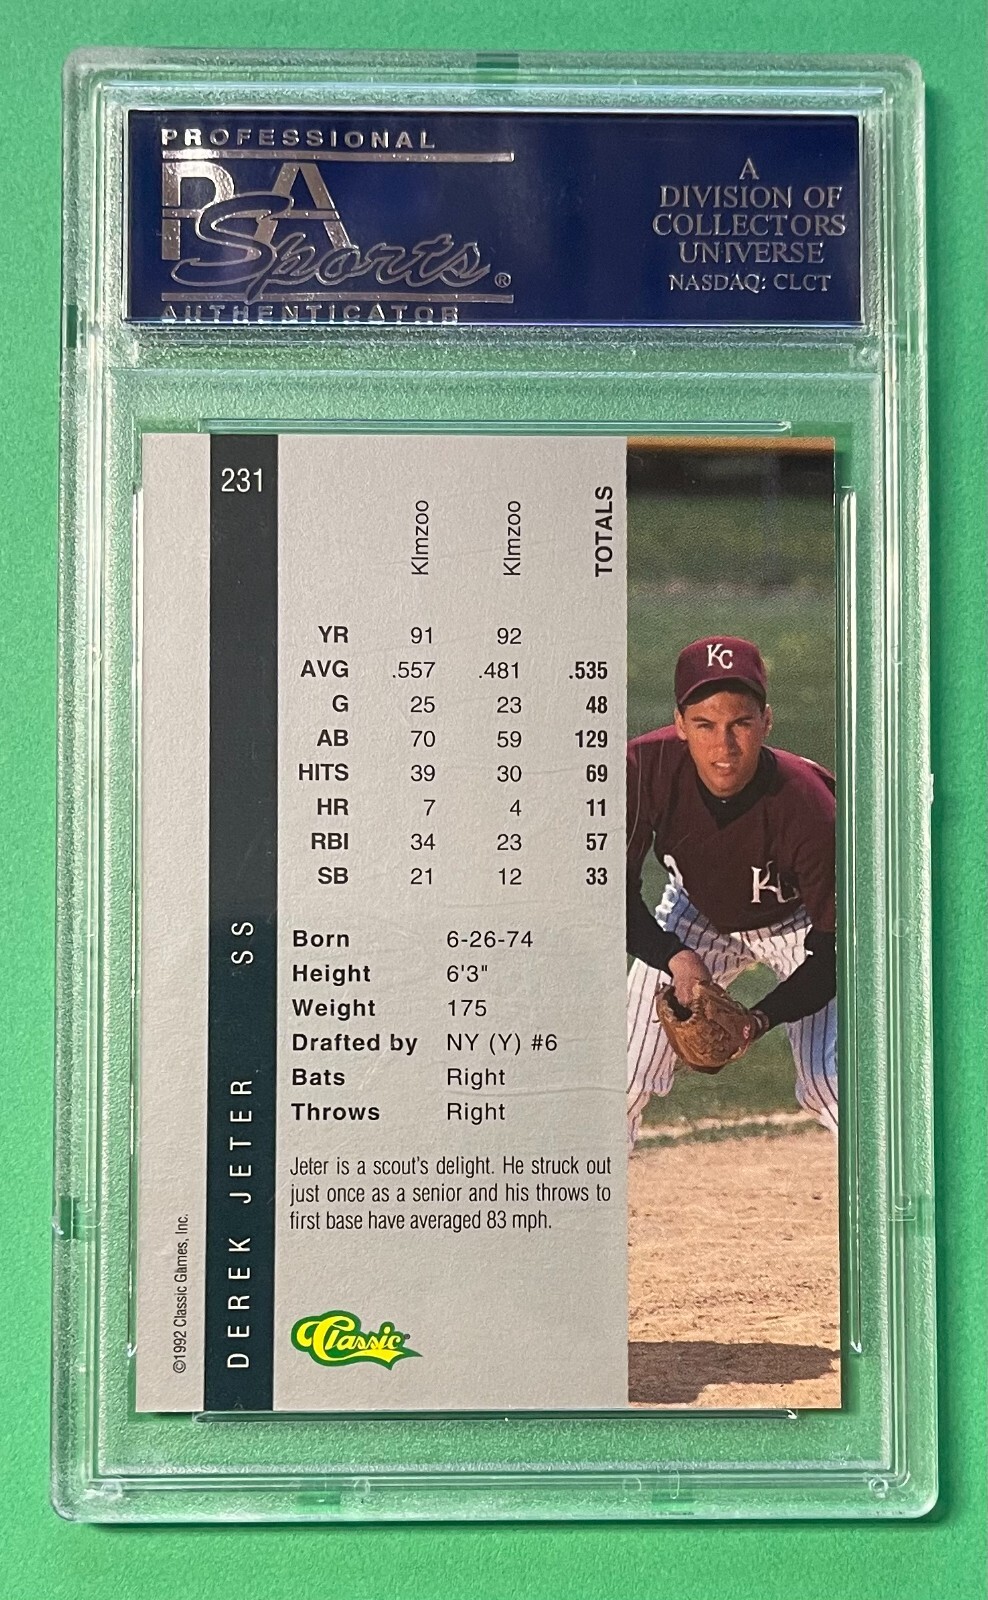 PROFESSIONAL
PSA
Sports®
AUTHENTICATOR
A
DIVISION OF
COLLECTORS
UNIVERSE
NASDAQ: CLCT
231
Klmzoo Klmzoo TOTALS
YR 91 92
AVG .557 .481 .535
G 25 23 48
AB 70 59 129
HITS 39 30 69
HR 7 4 11
RBI 34 23 57
SB 21 12 33
Born 6-26-74
Height 6'3"
Weight 175
Drafted by NY (Y) #6
Bats Right
Throws Right
Jeter is a scout's delight. He struck out
just once as a senior and his throws to
first base have averaged 83 mph.
Classic
DEREK JETER SS
©1992 Classic Games, Inc.
KC
K